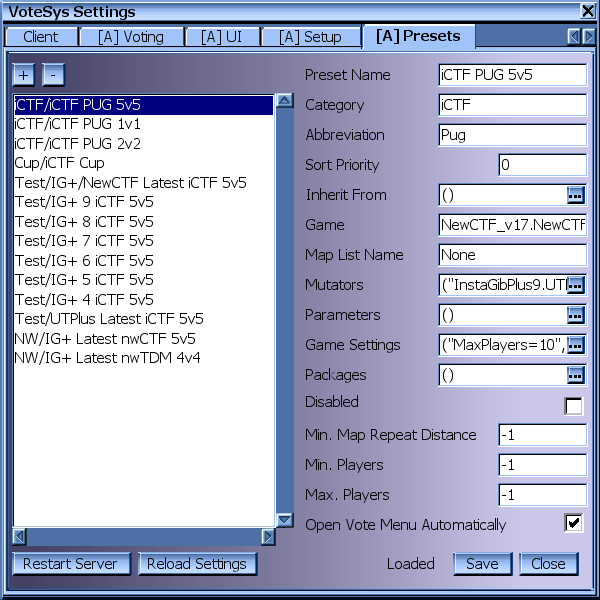 VoteSys Settings
Client [A] Voting [A] UI [A] Setup [A] Presets
+ -
iCTF/iCTF PUG 5v5
iCTF/iCTF PUG 1v1
iCTF/iCTF PUG 2v2
Cup/iCTF Cup
Test/IG+/NewCTF Latest iCTF 5v5
Test/IG+ 9 iCTF 5v5
Test/IG+ 8 iCTF 5v5
Test/IG+ 7 iCTF 5v5
Test/IG+ 6 iCTF 5v5
Test/IG+ 5 iCTF 5v5
Test/IG+ 4 iCTF 5v5
Test/UTPlus Latest iCTF 5v5
NW/IG+ Latest nwCTF 5v5
NW/IG+ Latest nwTDM 4v4
Preset Name iCTF PUG 5v5
Category iCTF
Abbreviation Pug
Sort Priority 0
Inherit From () ...
Game NewCTF_v17.NewCTF
Map List Name None
Mutators ("InstaGibPlus9.UT ...
Parameters () ...
Game Settings ("MaxPlayers=10", ...
Packages () ...
Disabled
Min. Map Repeat Distance -1
Min. Players -1
Max. Players -1
Open Vote Menu Automatically
Restart Server Reload Settings Loaded Save Close